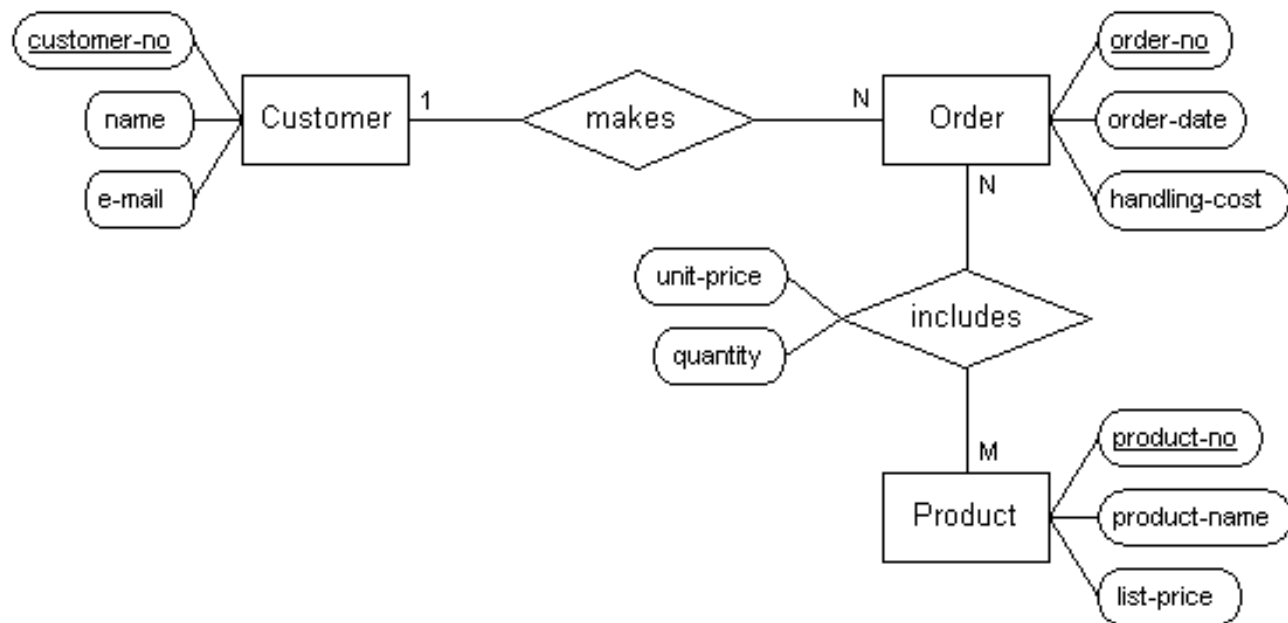 customer-no
name
e-mail
Customer
1
makes
N
Order
order-no
order-date
handling-cost
N
unit-price
quantity
includes
M
Product
product-no
product-name
list-price